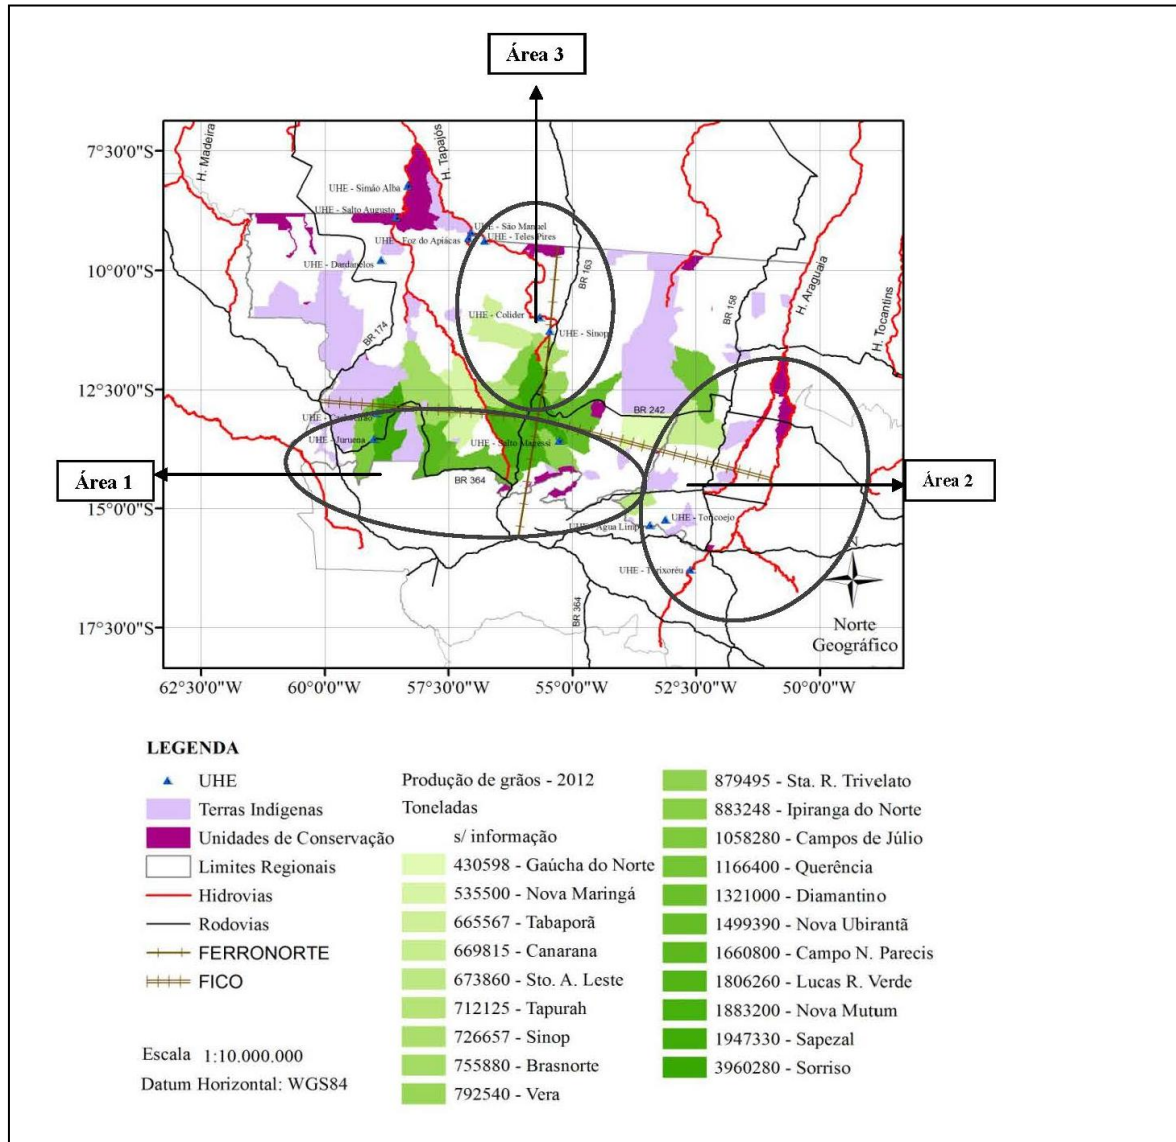 Área 3
7°30'0"S
10°0'0"S
12°30'0"S
15°0'0"S
17°30'0"S
H. Madeira
H. Tapajós
UHE - Simão Alba
UHE - Salto Augusto
UHE - São Manuel
UHE - Foz do Apiacas
UHE - Teles Pires
UHE - Dardanelos
BR 163
H. Araguaia
BR 158
H. Tocantins
UHE - Colider
UHE - Sinop
BR 174
BR 242
UHE - Juruena
UHE - Salto Magessi
Área 1
BR 364
Área 2
UHE - Toricoejo
UHE - Água Limpa
UHE - Torixoréu
BR 364
N
Norte
Geográfico
62°30'0"W 60°0'0"W 57°30'0"W 55°0'0"W 52°30'0"W 50°0'0"W
LEGENDA
UHE
Terras Indígenas
Unidades de Conservação
Limites Regionais
Hidrovias
Rodovias
FERRONORTE
FICO
Escala 1:10.000.000
Datum Horizontal: WGS84
Produção de grãos - 2012
Toneladas
s/ informação
430598 - Gaúcha do Norte
535500 - Nova Maringá
665567 - Tabaporã
669815 - Canarana
673860 - Sto. A. Leste
712125 - Tapurah
726657 - Sinop
755880 - Brasnorte
792540 - Vera
879495 - Sta. R. Trivelato
883248 - Ipiranga do Norte
1058280 - Campos de Júlio
1166400 - Querência
1321000 - Diamantino
1499390 - Nova Ubirantã
1660800 - Campo N. Parecis
1806260 - Lucas R. Verde
1883200 - Nova Mutum
1947330 - Sapezal
3960280 - Sorriso